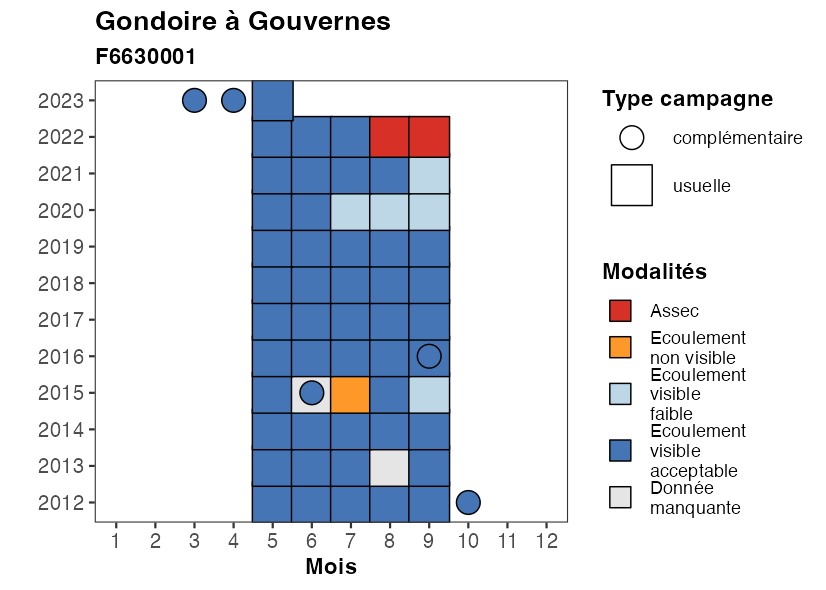 Gondoire à Gouvernes
F6630001
2023
2022
2021
2020
2019
2018
2017
2016
2015
2014
2013
2012
1 2 3 4 5 6 7 8 9 10 11 12
Mois
Type campagne
complémentaire
usuelle
Modalités
Assec
Ecoulement
non visible
Ecoulement
visible
faible
Ecoulement
visible
acceptable
Donnée
manquante